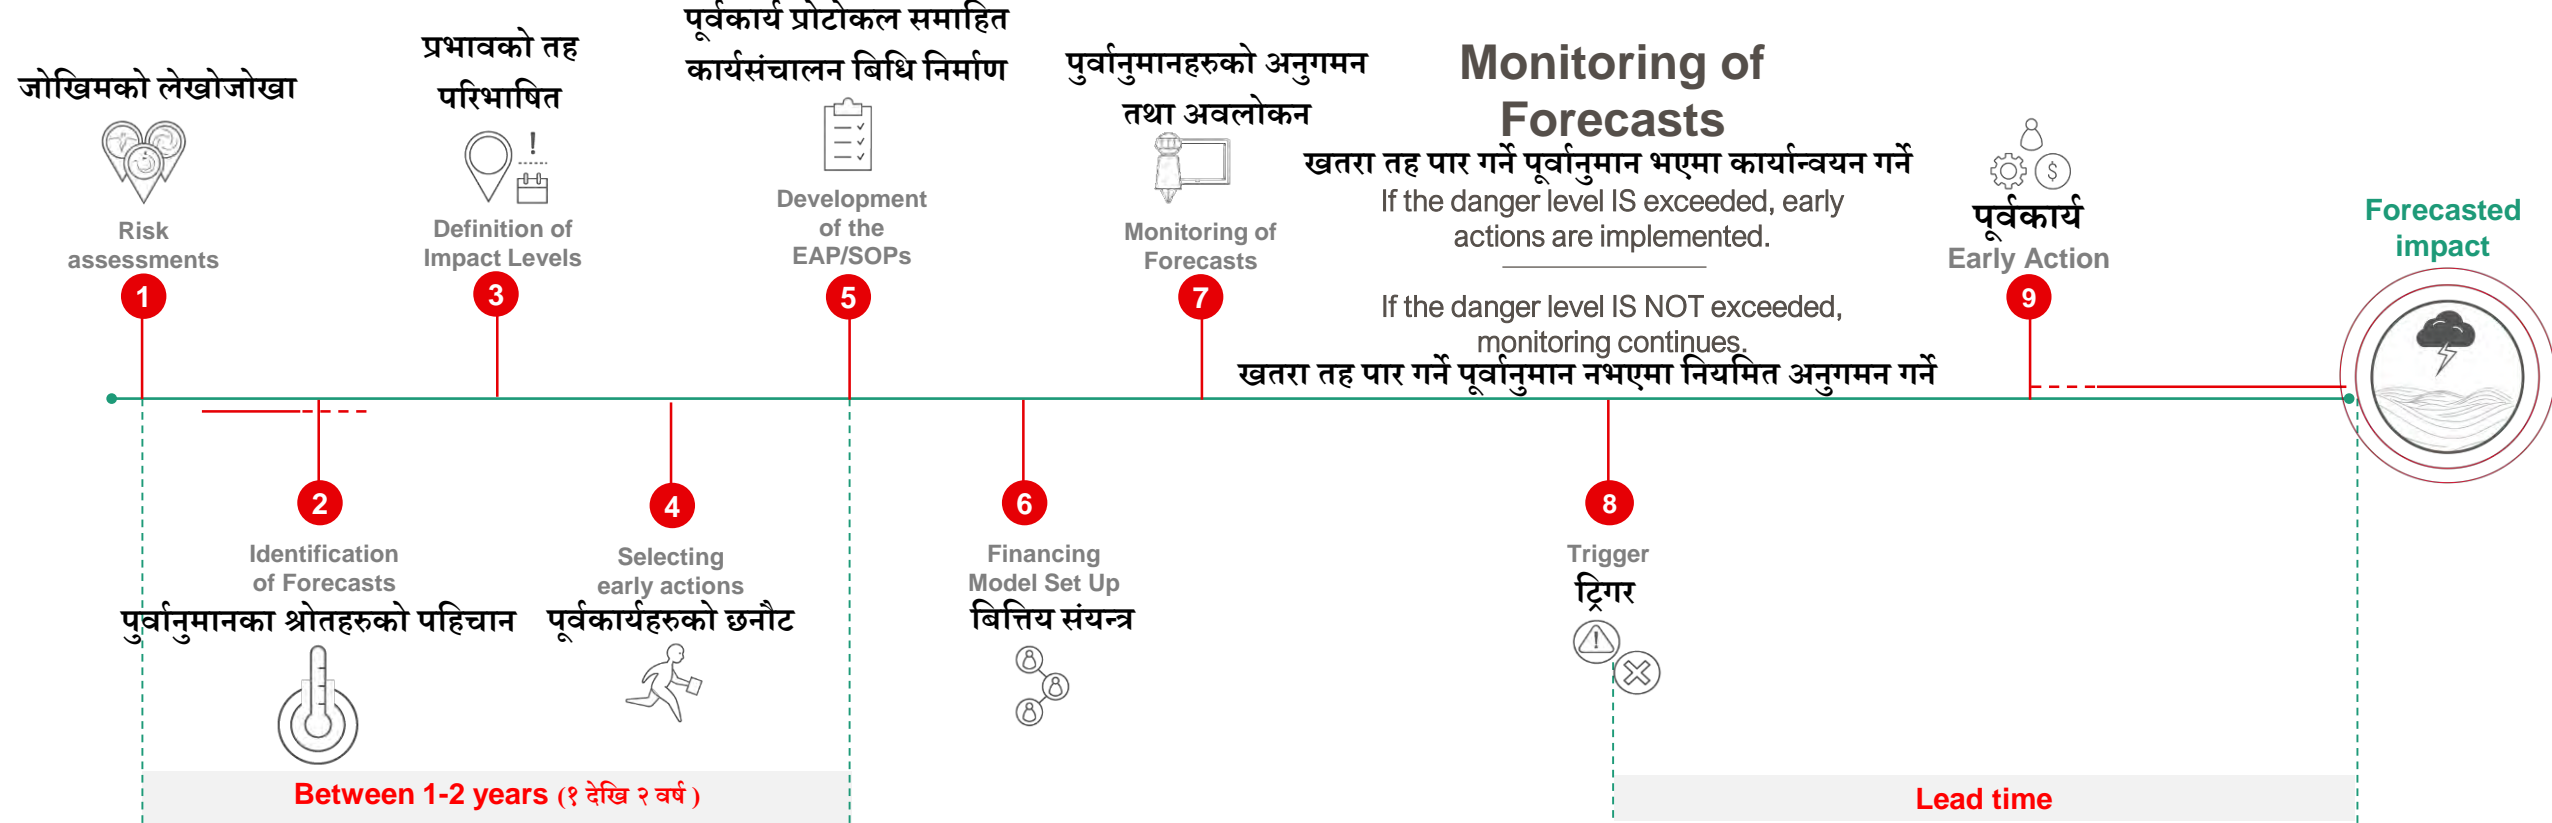 जोखिमको लेखोजोखा
Risk
assessments
1
2
Identification
of Forecasts
पुर्वानुमानका श्रोतहरुको पहिचान
प्रभावको तह
परिभाषित
!
Definition of
Impact Levels
3
4
Selecting
early actions
पूर्वकार्यहरुको छनौट
पूर्वकार्य प्रोटोकल समाहित
कार्यसंचालन बिधि निर्माण
Development
of the
EAP/SOPs
5
6
Financing
Model Set Up
बित्तिय संयन्त्र
पुर्वानुमानहरुको अनुगमन
तथा अवलोकन
Monitoring of
Forecasts
7
Monitoring of
Forecasts
खतरा तह पार गर्ने पूर्वानुमान भएमा कार्यान्वयन गर्ने
If the danger level IS exceeded, early
actions are implemented.
If the danger level IS NOT exceeded,
monitoring continues.
खतरा तह पार गर्ने पूर्वानुमान नभएमा नियमित अनुगमन गर्ने
8
Trigger
ट्रिगर
!
$
पूर्वकार्य
Early Action
9
Forecasted
impact
Between 1-2 years (१ देखि २ वर्ष )
Lead time